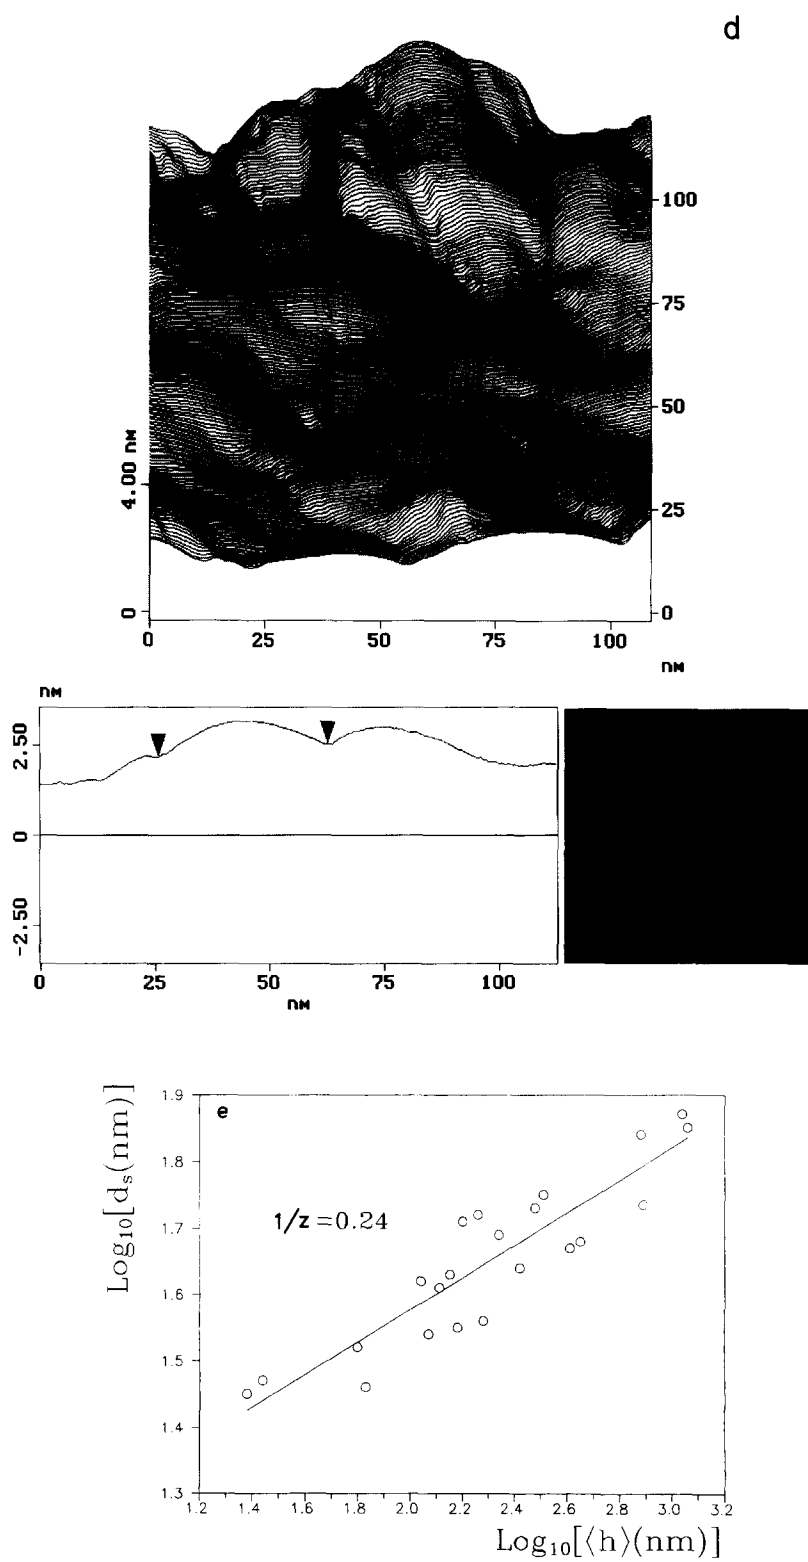 d
100
75
50
25
0
4.00 nM
0
0 25 50 75 100
nM
nM
2.50
0
-2.50
0 25 50 75 100
nM
e
1/z=0.24
Log10[ds(nm)]
1.9
1.8
1.7
1.6
1.5
1.4
1.3
1.2 1.4 1.6 1.8 2.0 2.2 2.4 2.6 2.8 3.0 3.2
Log10[⟨h⟩(nm)]